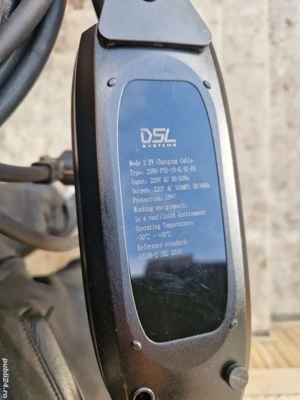 DSL
SYSTEMS
Mode 2 EV Charging Cable
Input: 220V AC 50/60Hz
Output: 220V AC
Protection: IP67
Working environment:
in a ventilated environment
Operating Temperature:
Reference standard:
publi24.ro